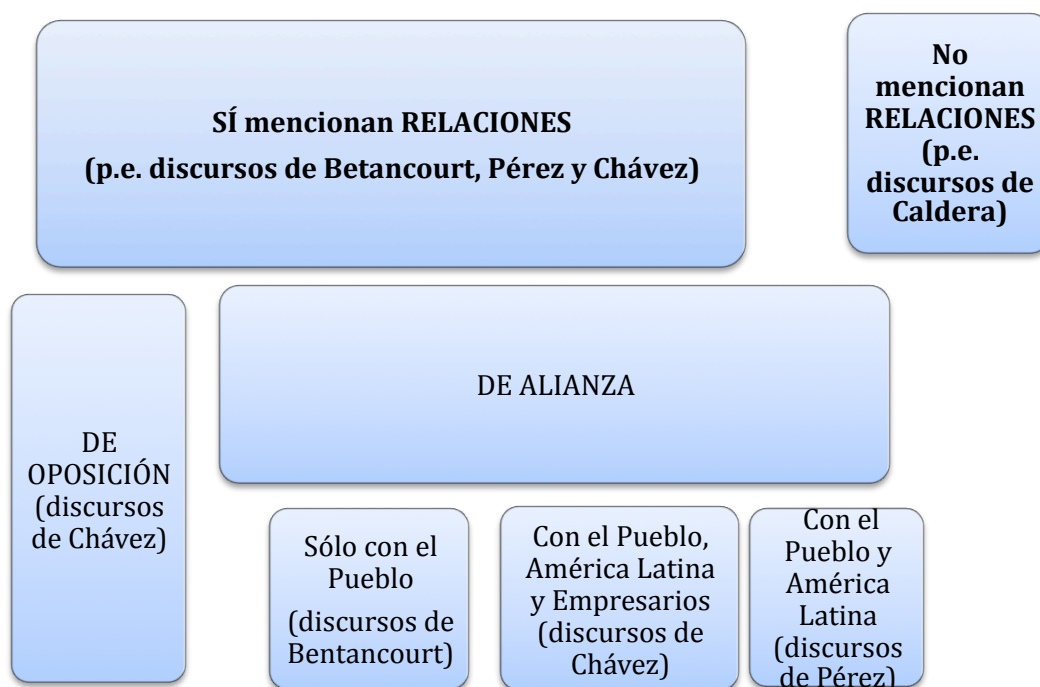 SÍ mencionan RELACIONES
(p.e. discursos de Betancourt, Pérez y Chávez)
No
mencionan
RELACIONES
(p.e.
discursos de
Caldera)
DE
OPOSICIÓN
(discursos
de Chávez)
DE ALIANZA
Sólo con el
Pueblo
(discursos de
Bentancourt)
Con el Pueblo,
América Latina
y Empresarios
(discursos de
Chávez)
Con el
Pueblo y
América
Latina
(discursos
de Pérez)